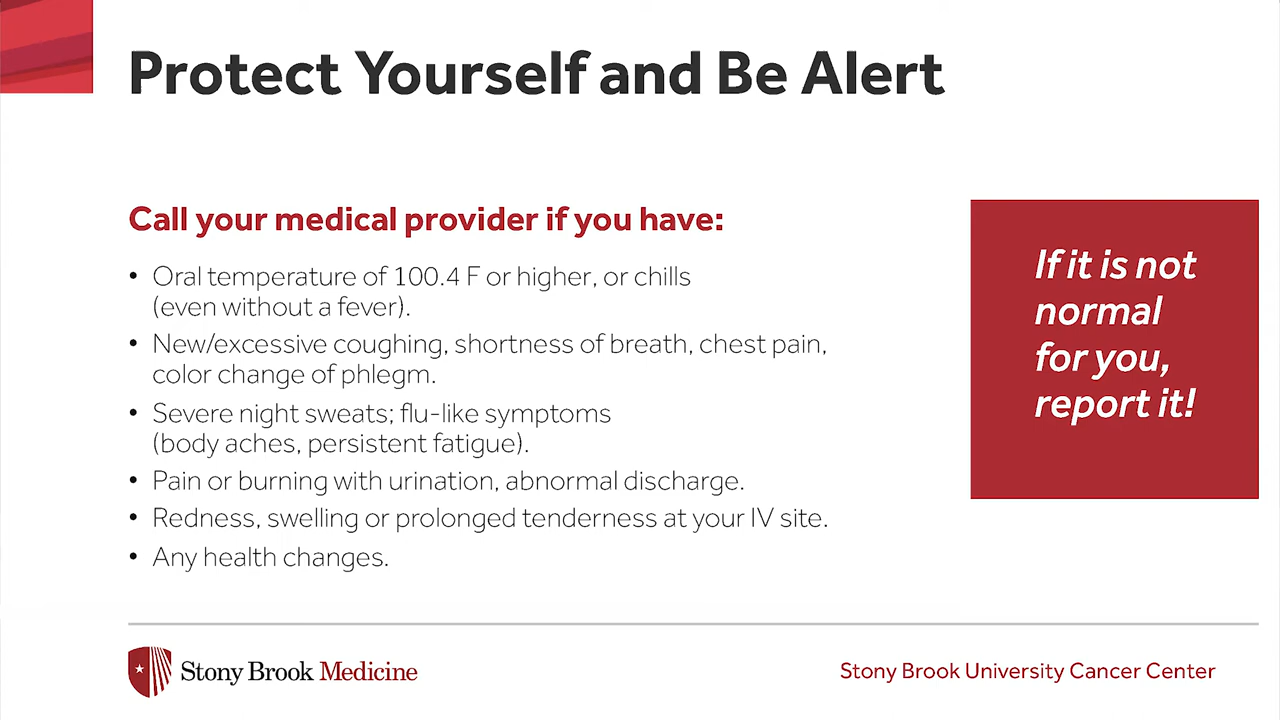 Protect Yourself and Be Alert
Call your medical provider if you have:
• Oral temperature of 100.4 F or higher, or chills
(even without a fever).
• New/excessive coughing, shortness of breath, chest pain,
color change of phlegm.
• Severe night sweats; flu-like symptoms
(body aches, persistent fatigue).
• Pain or burning with urination, abnormal discharge.
• Redness, swelling or prolonged tenderness at your IV site.
• Any health changes.
If it is not
normal
for you,
report it!
Stony Brook Medicine
Stony Brook University Cancer Center